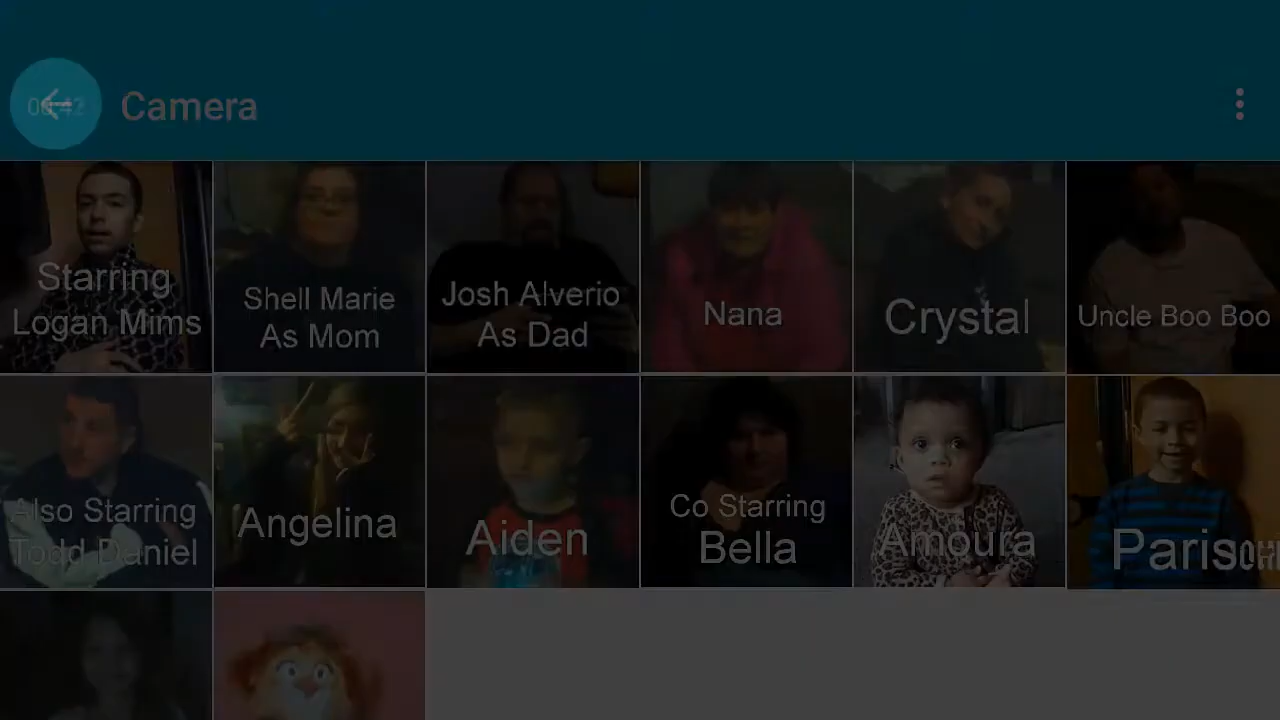 Camera
Starring
Logan Mims
Shell Marie
As Mom
Josh Alverio
As Dad
Nana
Crystal
Uncle Boo Boo
Also Starring
Todd Daniel
Angelina
Aiden
Co Starring
Bella
Amoura
Paris